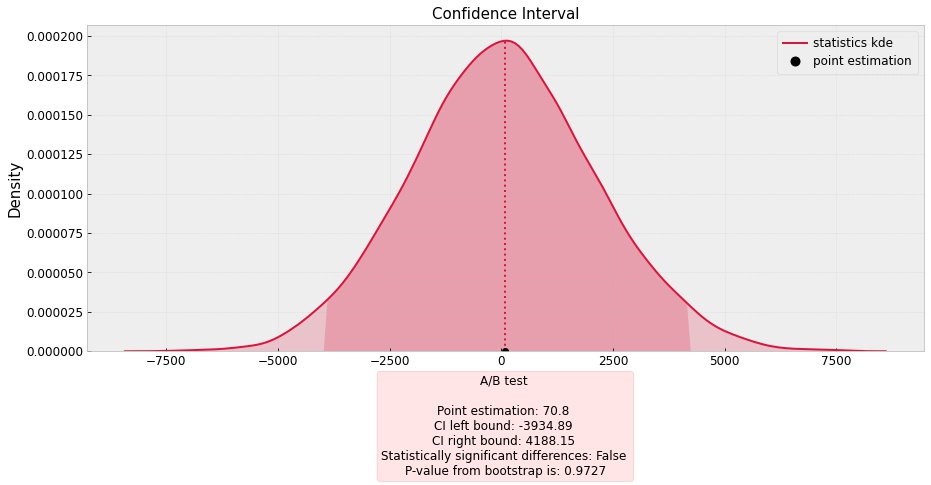 Confidence Interval
statistics kde
point estimation
Density
0.000200
0.000175
0.000150
0.000125
0.000100
0.000075
0.000050
0.000025
0.000000
−7500
−5000
−2500
0
2500
5000
7500
A/B test
Point estimation: 70.8
CI left bound: -3934.89
CI right bound: 4188.15
Statistically significant differences: False
P-value from bootstrap is: 0.9727